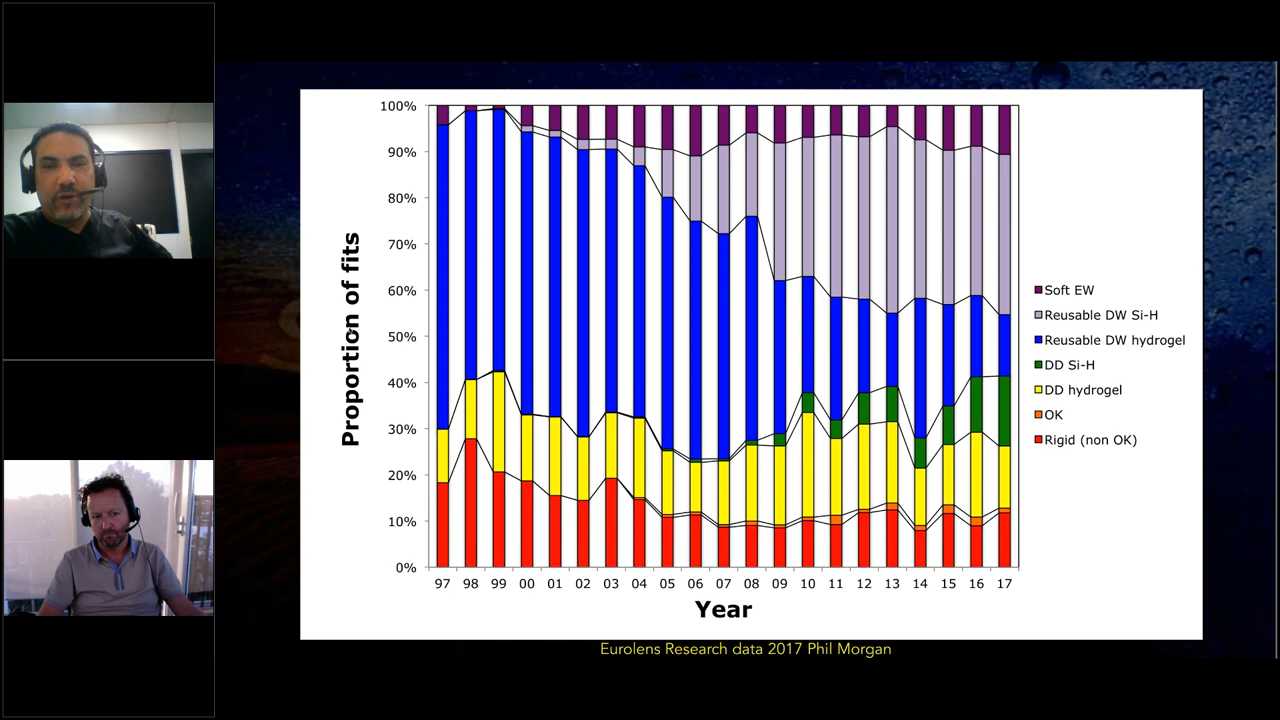 100%
90%
80%
70%
60%
50%
40%
30%
20%
10%
0%
Proportion of fits
97 98 99 00 01 02 03 04 05 06 07 08 09 10 11 12 13 14 15 16 17
Year
Soft EW
Reusable DW Si-H
Reusable DW hydrogel
DD Si-H
DD hydrogel
OK
Rigid (non OK)
Eurolens Research data 2017 Phil Morgan